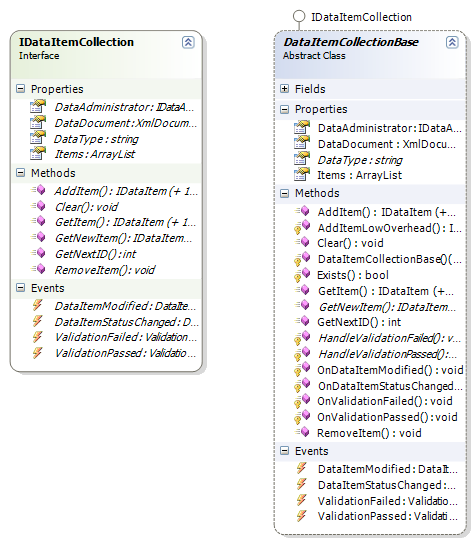 IDataItemCollection
Interface
Properties
DataAdministrator : IDataA...
DataDocument : XmlDocum...
DataType : string
Items : ArrayList
Methods
AddItem() : IDataItem (+ 1...
Clear() : void
GetItem() : IDataItem (+ 1...
GetNewItem() : IDataItem...
GetNextID() : int
RemoveItem() : void
Events
DataItemModified : DataIte...
DataItemStatusChanged : D...
ValidationFailed : Validation...
ValidationPassed : Validatio...
IDataItemCollection
DataItemCollectionBase
Abstract Class
Fields
Properties
DataAdministrator : IDataA...
DataDocument : XmlDocu...
DataType : string
Items : ArrayList
Methods
AddItem() : IDataItem (+...
AddItemLowOverhead() : I...
Clear() : void
DataItemCollectionBase()(...
Exists() : bool
GetItem() : IDataItem (+...
GetNewItem() : IDataItem...
GetNextID() : int
HandleValidationFailed() : v...
HandleValidationPassed() :...
OnDataItemModified() : void
OnDataItemStatusChanged...
OnValidationFailed() : void
OnValidationPassed() : void
RemoveItem() : void
Events
DataItemModified : DataIt...
DataItemStatusChanged :...
ValidationFailed : Validatio...
ValidationPassed : Validatio...